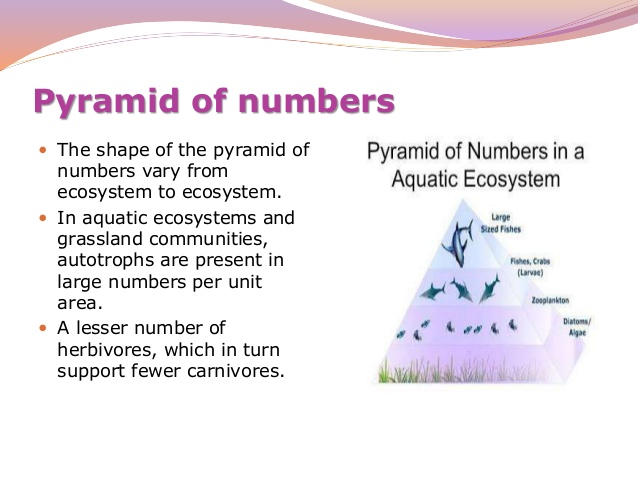 Pyramid of numbers
• The shape of the pyramid of
numbers vary from
ecosystem to ecosystem.
• In aquatic ecosystems and
grassland communities,
autotrophs are present in
large numbers per unit
area.
• A lesser number of
herbivores, which in turn
support fewer carnivores.
Pyramid of Numbers in a
Aquatic Ecosystem
Large
Sized Fishes
Fishes, Crabs
(Larvae)
Zooplankton
Diatoms/
Algae